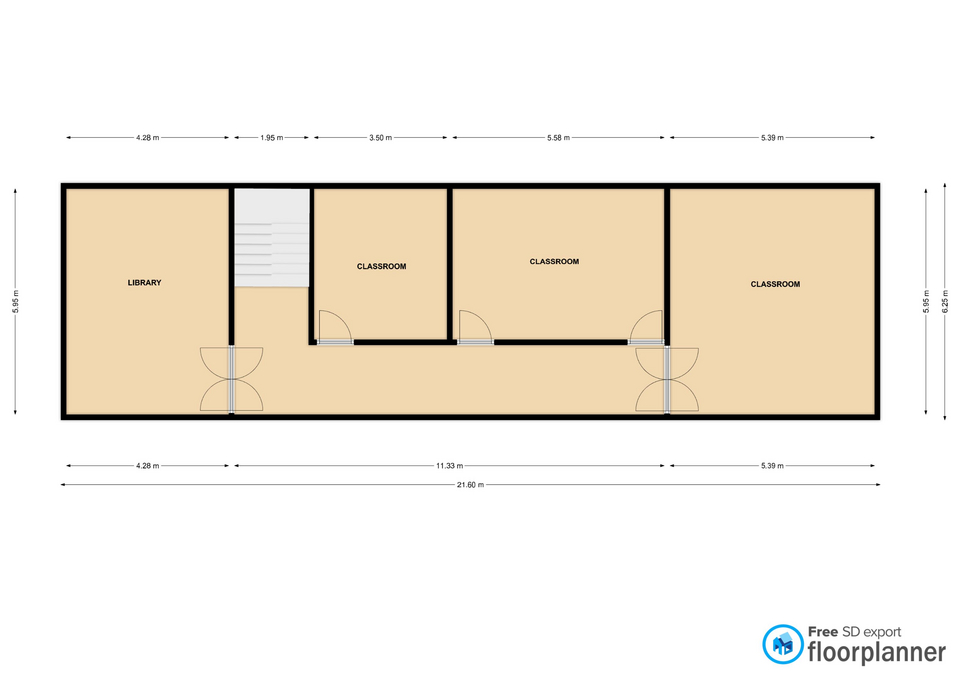 4.28 m
1.95 m
3.50 m
5.58 m
5.39 m
LIBRARY
CLASSROOM
CLASSROOM
CLASSROOM
5.95 m
5.95 m
6.25 m
4.28 m
11.33 m
5.39 m
21.60 m
Free SD export
floorplanner